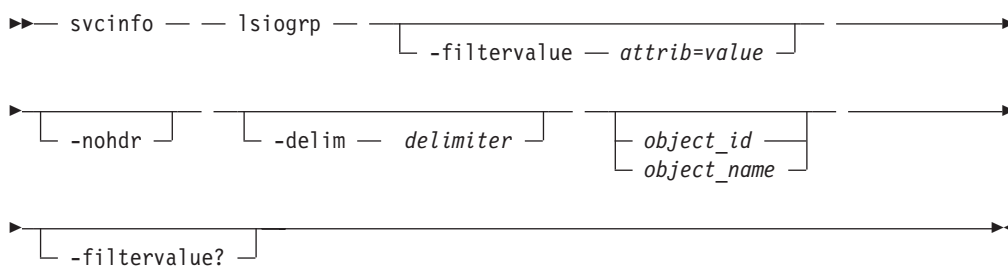 svcinfo lsiogrp
-filtervalue attrib=value
-nohdr -delim delimiter object_id
object_name
-filtervalue?